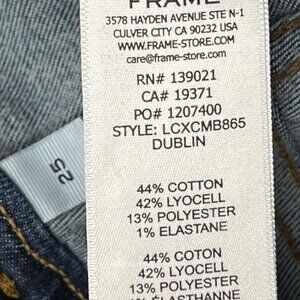 FRAME
3578 HAYDEN AVENUE STE N-1
CULVER CITY CA 90232 USA
WWW.FRAME-STORE.COM
care@frame-store.com
RN# 139021
CA# 19371
PO# 1207400
STYLE: LCXCMB865
DUBLIN
44% COTTON
42% LYOCELL
13% POLYESTER
1% ELASTANE
44% COTON
42% LYOCELL
13% POLYESTER
1% ÉLASTHANNE
25